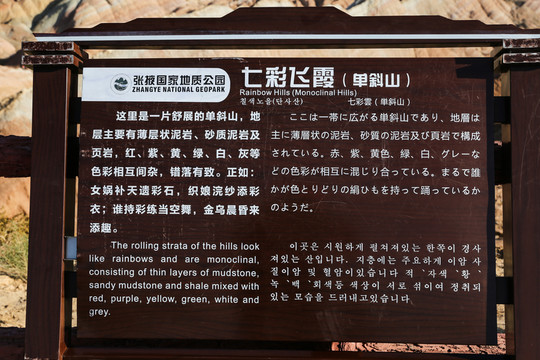 张掖国家地质公园
ZHANGYE NATIONAL GEOPARK
七彩飞霞（单斜山）
Rainbow Hills(Monoclinal Hills)
칠색노을(단사산)
七彩雲（単斜山）
这里是一片舒展的单斜山，地
层主要有薄层状泥岩、砂质泥岩及
页岩，红、紫、黄、绿、白、灰等
色彩相互间杂，错落有致。正如：
女娲补天遗彩石，织娘浣纱添彩
衣；谁持彩练当空舞，金乌晨昏来
添趣。
ここは一帯に広がる単斜山であり、地層は
主に薄層状の泥岩、砂質の泥岩及び頁岩で構成
されている。赤、紫、黄色、緑、白、グレーな
どの色彩が相互に混じり合っている。まるで誰
かが色とりどりの絹ひもを持って踊っているか
のようだ。
The rolling strata of the hills look
like rainbows and are monoclinal,
consisting of thin layers of mudstone,
sandy mudstone and shale mixed with
red, purple, yellow, green, white and
grey.
이곳은 시원하게 펼쳐져있는 한쪽이 경사
져있는 산입니다. 지층에는 주요하게 이암 사
질이암 및 혈암이있습니다 적 `자색 `황 `
녹 `백 `회색등 색상이 서로 섞이여 정취되
있는 모습을 드러내고있습니다